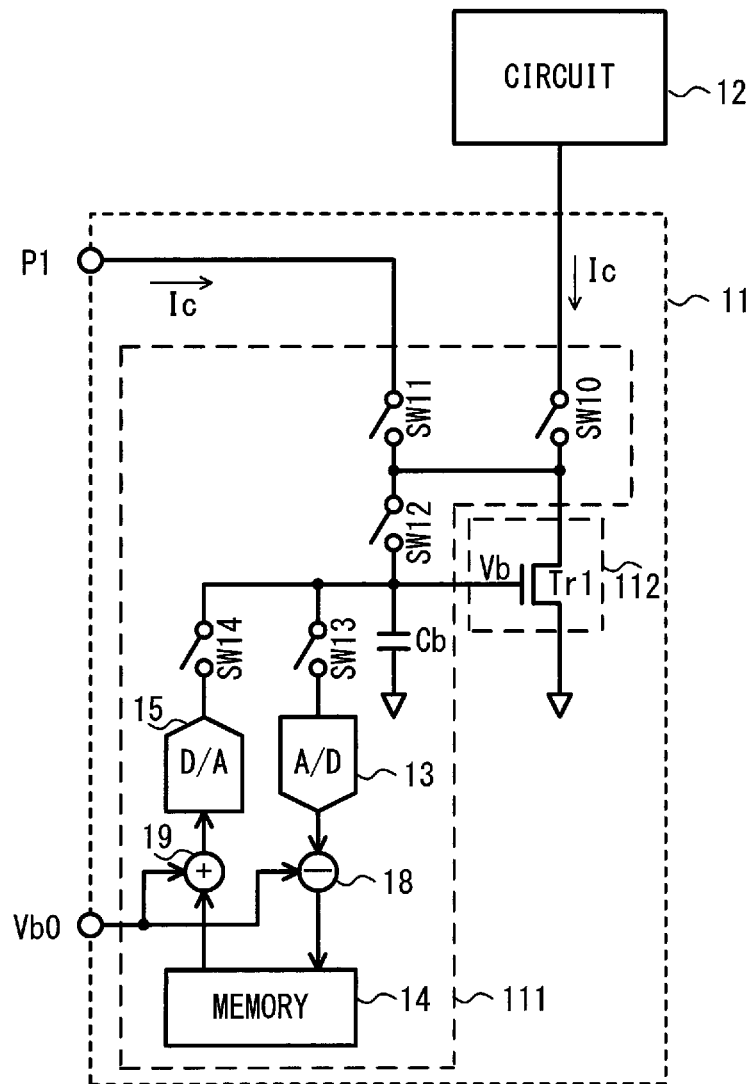 CIRCUIT
12
P1
Ic
Ic
11
SW11
SW10
SW12
Vb
Tr1
112
SW14
SW13
Cb
15
D/A
A/D
13
19
+
−
18
Vb0
MEMORY
14
111